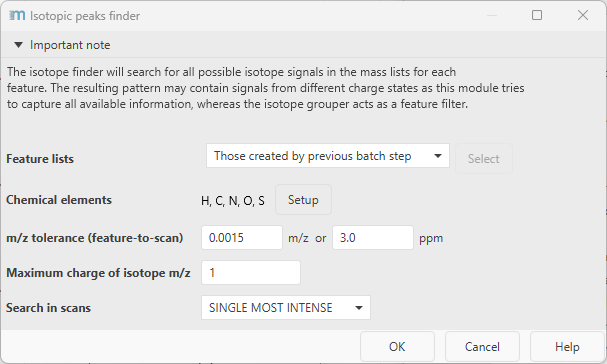 m Isotopic peaks finder
Important note
The isotope finder will search for all possible isotope signals in the mass lists for each
feature. The resulting pattern may contain signals from different charge states as this module tries
to capture all available information, whereas the isotope grouper acts as a feature filter.
Feature lists Those created by previous batch step Select
Chemical elements H, C, N, O, S Setup
m/z tolerance (feature-to-scan) 0.0015 m/z or 3.0 ppm
Maximum charge of isotope m/z 1
Search in scans SINGLE MOST INTENSE
OK Cancel Help